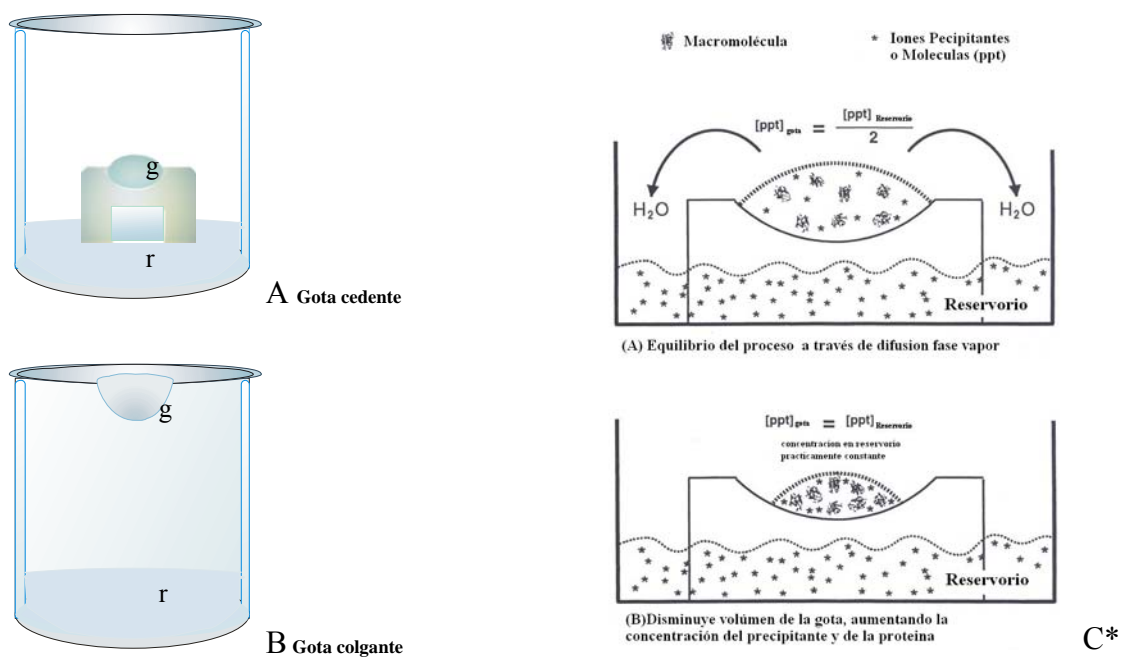 g
r
A Gota cedente
g
r
B Gota colgante
Macromolécula
* Iones Pecipitantes
o Moleculas (ppt)
[ppt] gota = [ppt] Reservorio
2
H₂O
H₂O
Reservorio
(A) Equilibrio del proceso a través de difusion fase vapor
[ppt] gota = [ppt] Reservorio
concentracion en reservorio
practicamente constante
Reservorio
(B)Disminuye volúmen de la gota, aumentando la
concentración del precipitante y de la proteina
C*